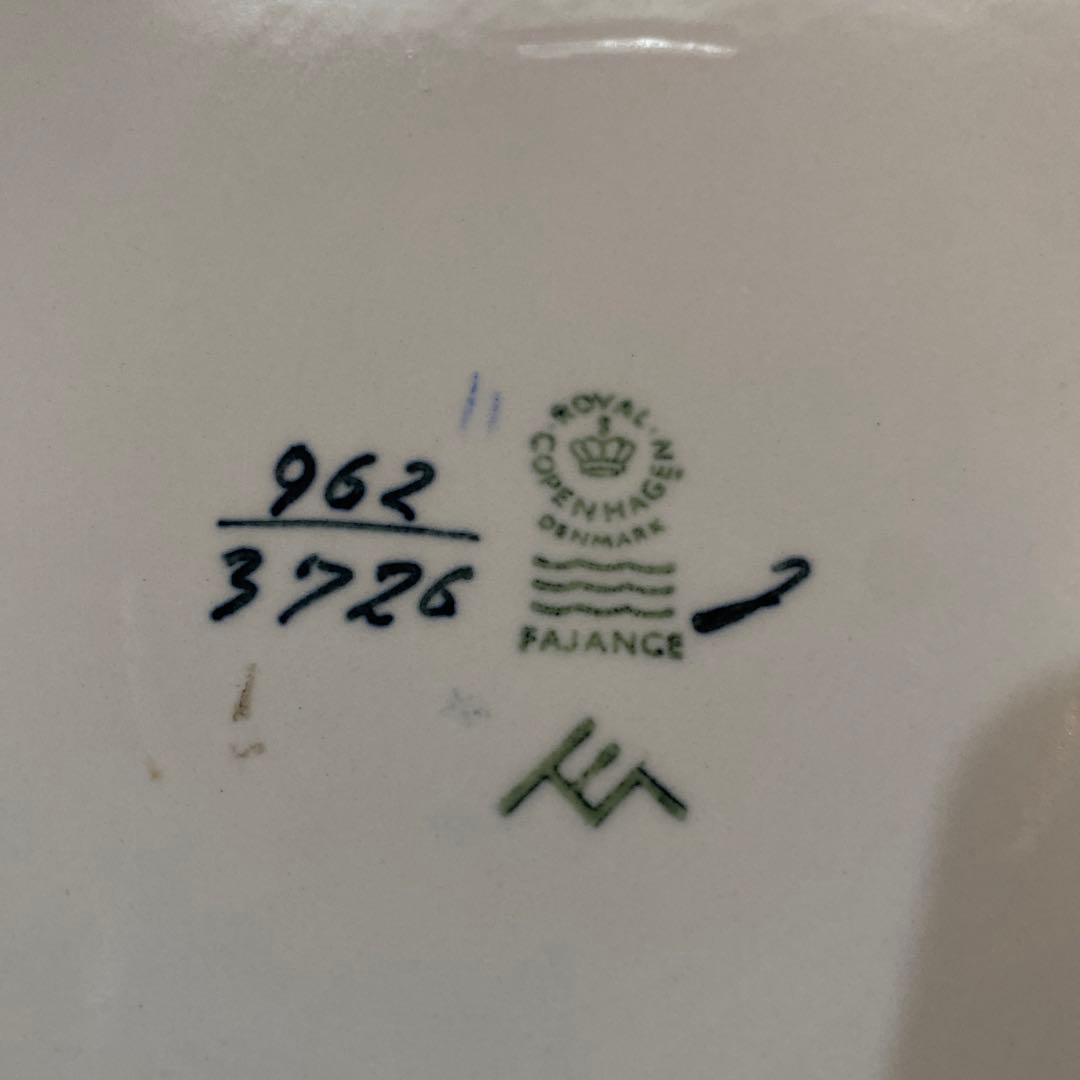 962
3726
ROYAL
COPENHAGEN
DENMARK
FAJANCE